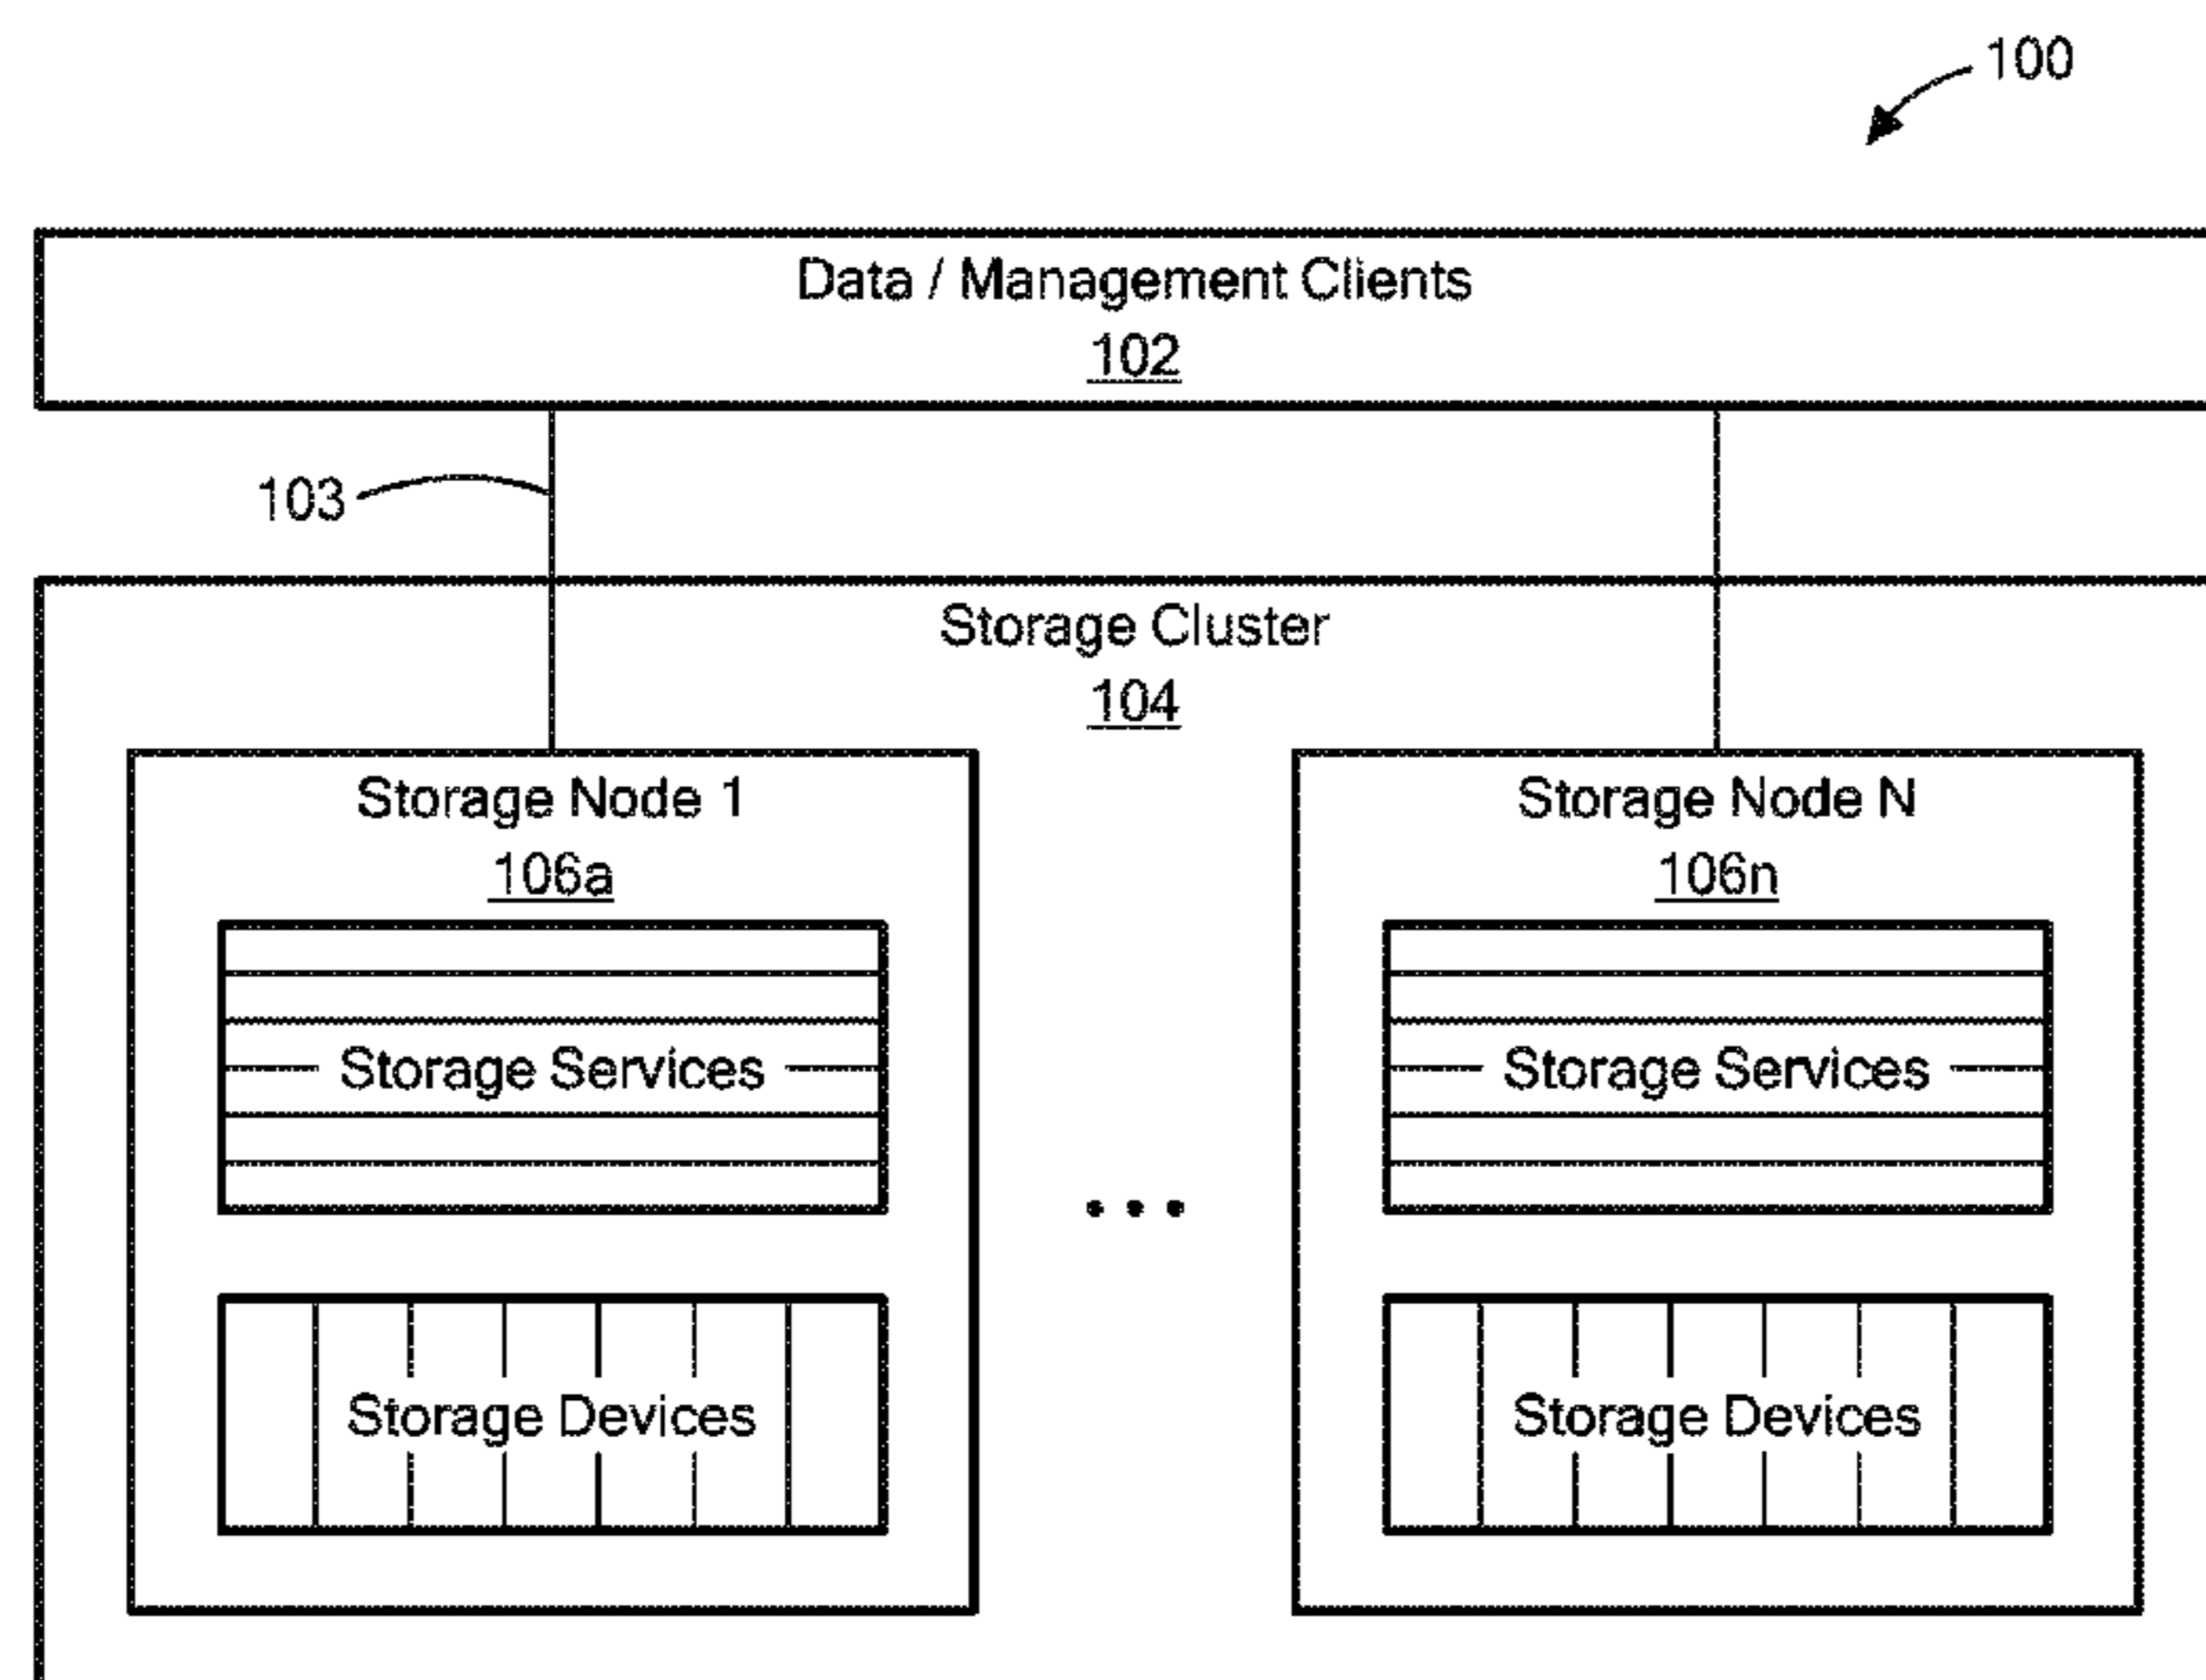 100
Data / Management Clients
102
103
Storage Cluster
104
Storage Node 1
106a
Storage Services
Storage Devices
...
Storage Node N
106n
Storage Services
Storage Devices